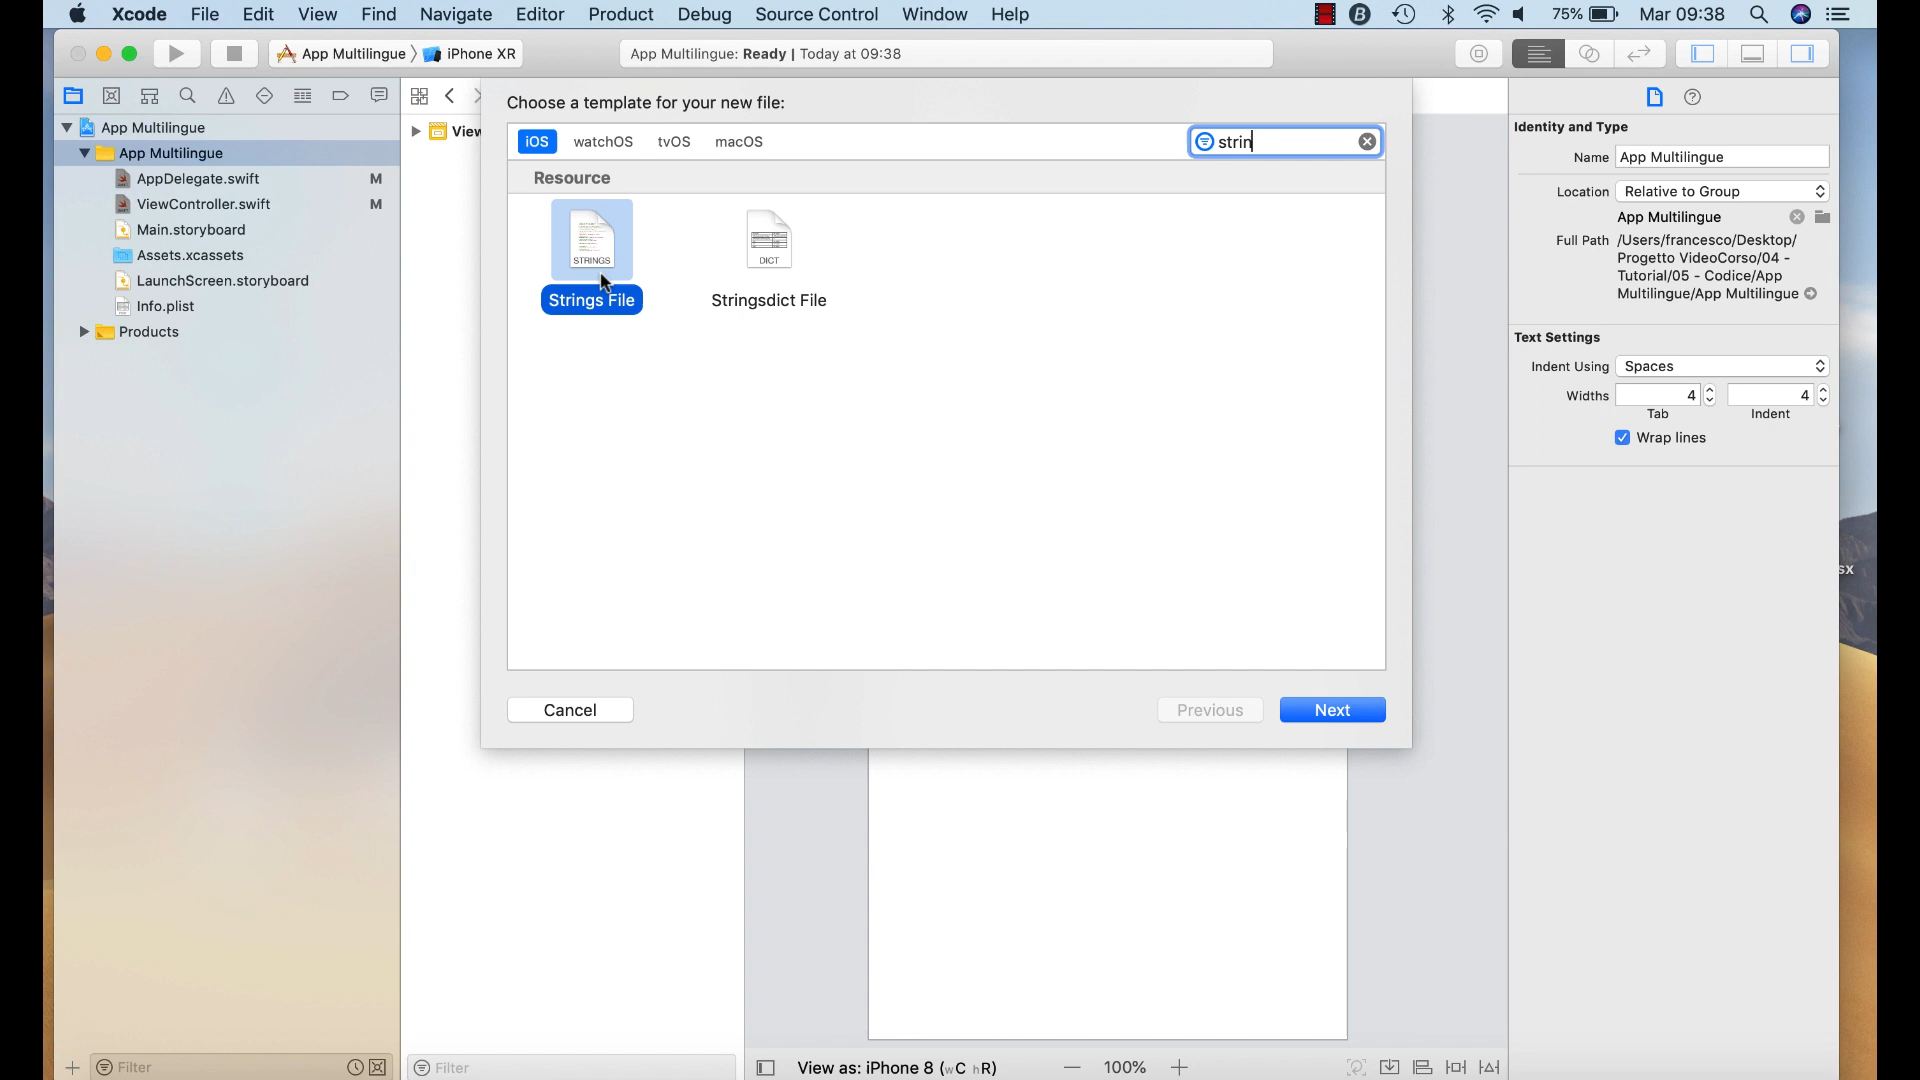 Xcode File Edit View Find Navigate Editor Product Debug Source Control Window Help 75% Mar 09:38
App Multilingue iPhone XR
App Multilingue: Ready | Today at 09:38
Choose a template for your new file:
iOS watchOS tvOS macOS
strin
Resource
STRINGS
DICT
Strings File
Stringsdict File
Cancel
Previous
Next
App Multilingue
App Multilingue
AppDelegate.swift M
ViewController.swift M
Main.storyboard
Assets.xcassets
LaunchScreen.storyboard
Info.plist
Products
Filter
View
Filter
View as: iPhone 8 (wC hR)
100%
Identity and Type
Name App Multilingue
Location Relative to Group
App Multilingue
Full Path /Users/francesco/Desktop/
Progetto VideoCorso/04 -
Tutorial/05 - Codice/App
Multilingue/App Multilingue
Text Settings
Indent Using Spaces
Widths 4 4
Tab Indent
Wrap lines
sx